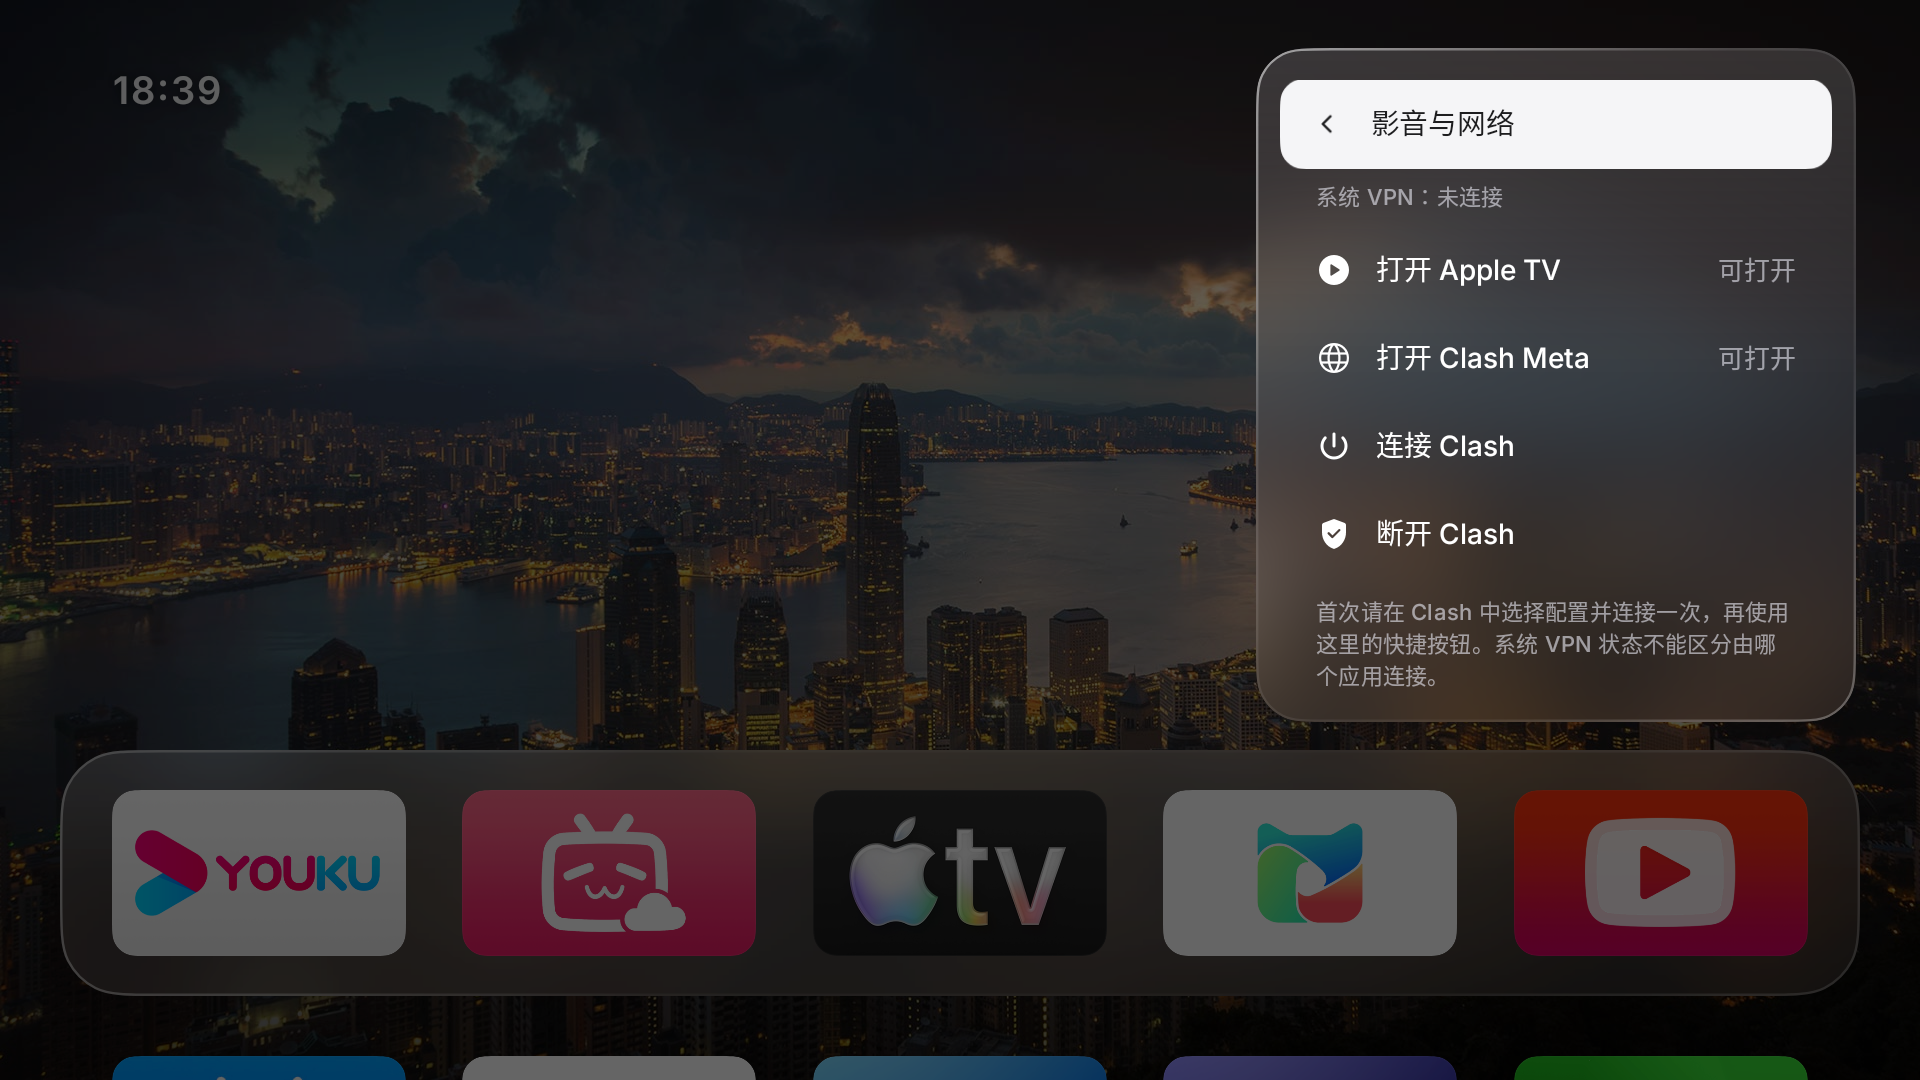 18:39
影音与网络
系统 VPN：未连接
打开 Apple TV 可打开
打开 Clash Meta 可打开
连接 Clash
断开 Clash
首次请在 Clash 中选择配置并连接一次，再使用
这里的快捷按钮。系统 VPN 状态不能区分由哪
个应用连接。
YOUKU
tv